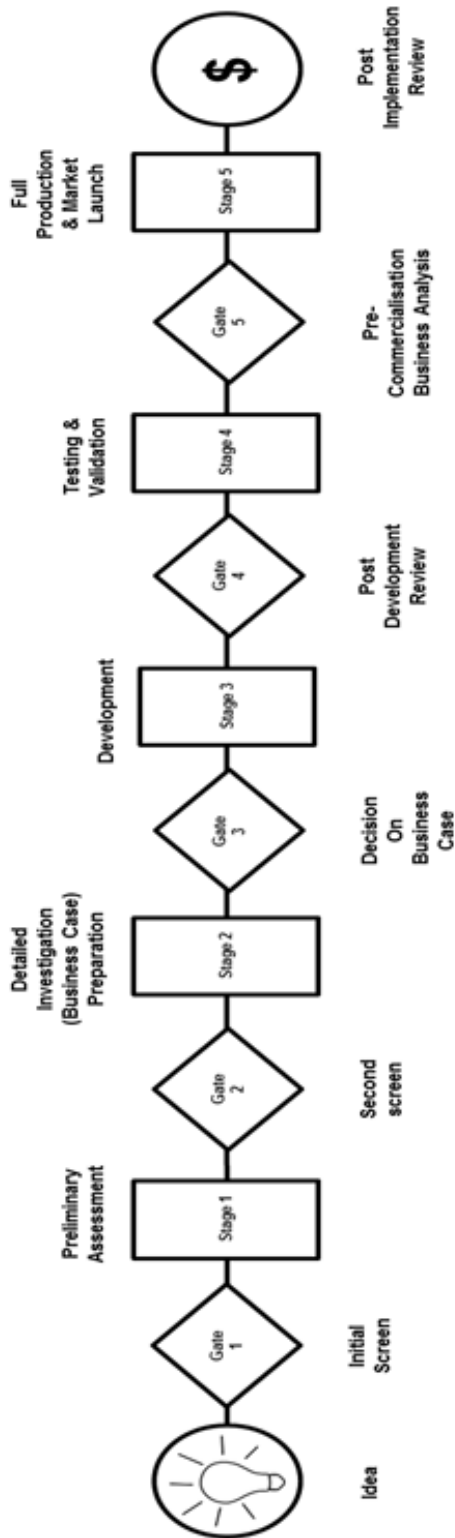 Idea
Gate
1
Initial
Screen
Preliminary
Assessment
Stage 1
Gate
2
Second
screen
Detailed
Investigation
(Business Case)
Preparation
Stage 2
Gate
3
Decision
On
Business
Case
Development
Stage 3
Gate
4
Post
Development
Review
Testing &
Validation
Stage 4
Gate
5
Pre-
Commercialisation
Business Analysis
Full
Production
& Market
Launch
Stage 5
$
Post
Implementation
Review